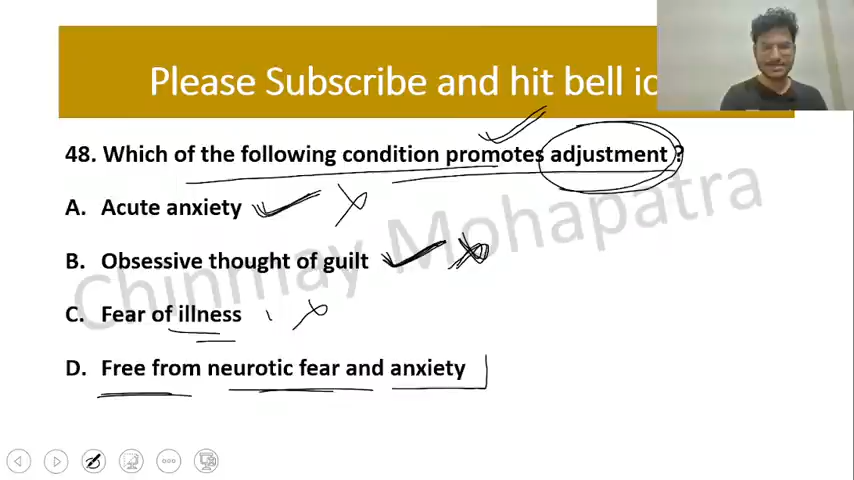 Please Subscribe and hit bell ic
48. Which of the following condition promotes adjustment ?
A. Acute anxiety
B. Obsessive thought of guilt
C. Fear of illness
D. Free from neurotic fear and anxiety
Chinmay Mohapatra